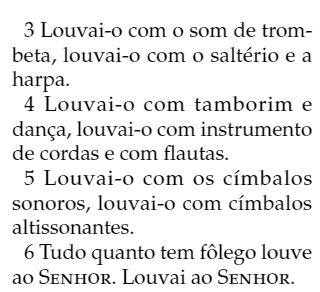 3 Louvai-o com o som de trom-
beta, louvai-o com o saltério e a
harpa.
4 Louvai-o com tamborim e
dança, louvai-o com instrumento
de cordas e com flautas.
5 Louvai-o com os címbalos
sonoros, louvai-o com címbalos
altissonantes.
6 Tudo quanto tem fôlego louve
ao SENHOR. Louvai ao SENHOR.